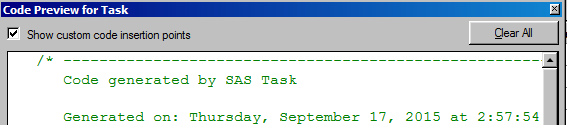 Code Preview for Task
Show custom code insertion points
Clear All
/* ------------------------------------------------------
Code generated by SAS Task
Generated on: Thursday, September 17, 2015 at 2:57:54